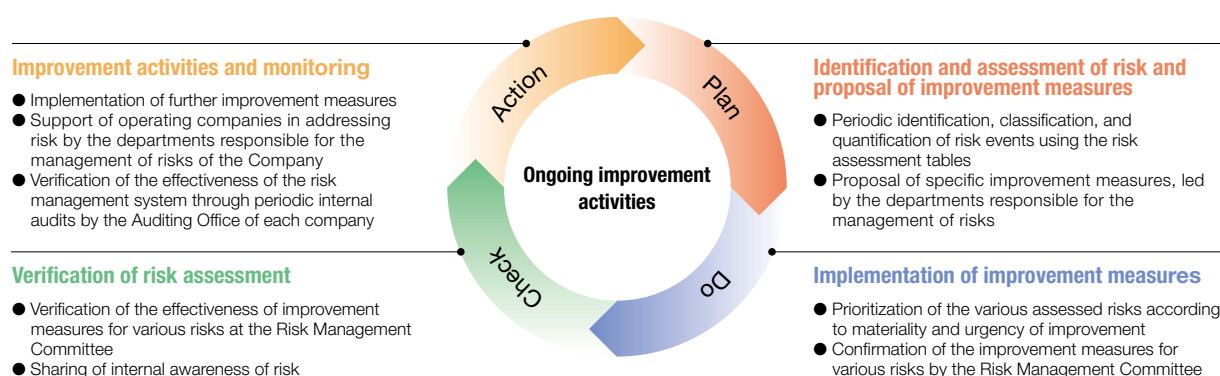 Improvement activities and monitoring
● Implementation of further improvement measures
● Support of operating companies in addressing
risk by the departments responsible for the
management of risks of the Company
● Verification of the effectiveness of the risk
management system through periodic internal
audits by the Auditing Office of each company
Action
Plan
Ongoing improvement
activities
Check
Do
Identification and assessment of risk and
proposal of improvement measures
● Periodic identification, classification, and
quantification of risk events using the risk
assessment tables
● Proposal of specific improvement measures, led
by the departments responsible for the
management of risks
Verification of risk assessment
● Verification of the effectiveness of improvement
measures for various risks at the Risk Management
Committee
● Sharing of internal awareness of risk
Implementation of improvement measures
● Prioritization of the various assessed risks according
to materiality and urgency of improvement
● Confirmation of the improvement measures for
various risks by the Risk Management Committee